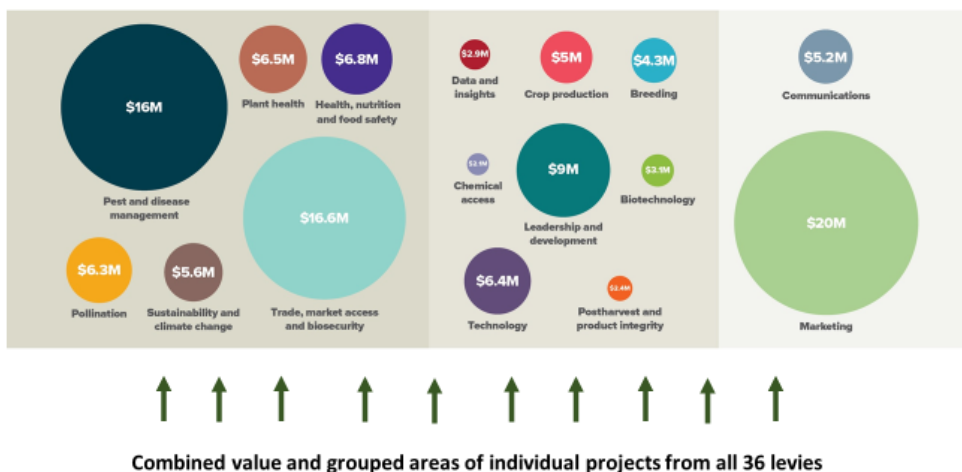 $16M
Pest and disease
management
$6.5M
Plant health
$6.8M
Health, nutrition
and food safety
$16.6M
Trade, market access
and biosecurity
$6.3M
Pollination
$5.6M
Sustainability and
climate change
$2.9M
Data and
insights
$5M
Crop production
$4.3M
Breeding
Chemical
access
$9M
Leadership and
development
$3.1M
Biotechnology
$6.4M
Technology
$2.4M
Postharvest and
product integrity
$5.2M
Communications
$20M
Marketing
Combined value and grouped areas of individual projects from all 36 levies